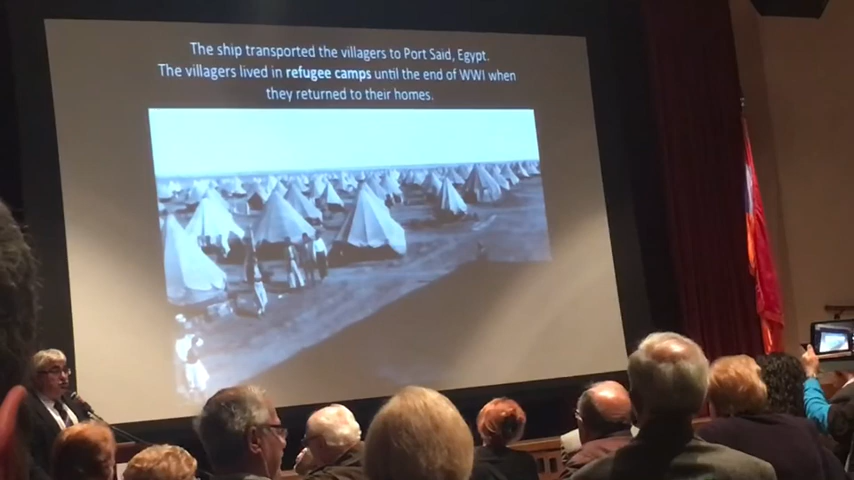 The ship transported the villagers to Port Said, Egypt.
The villagers lived in refugee camps until the end of WWI when
they returned to their homes.